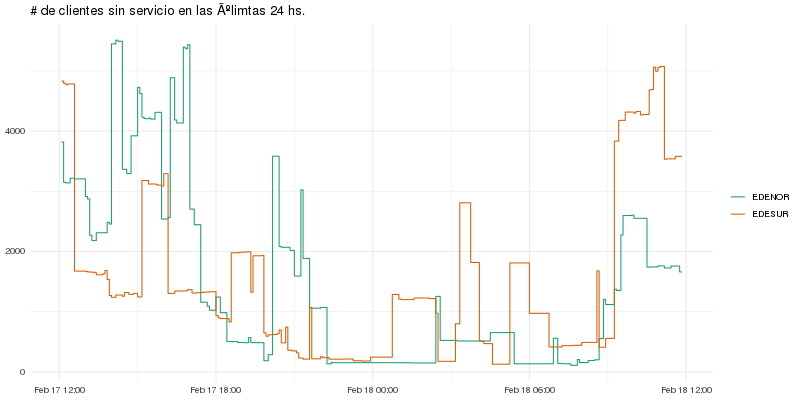 # de clientes sin servicio en las Ãºlimtas 24 hs.
4000
2000
0
Feb 17 12:00
Feb 17 18:00
Feb 18 00:00
Feb 18 06:00
Feb 18 12:00
EDENOR
EDESUR